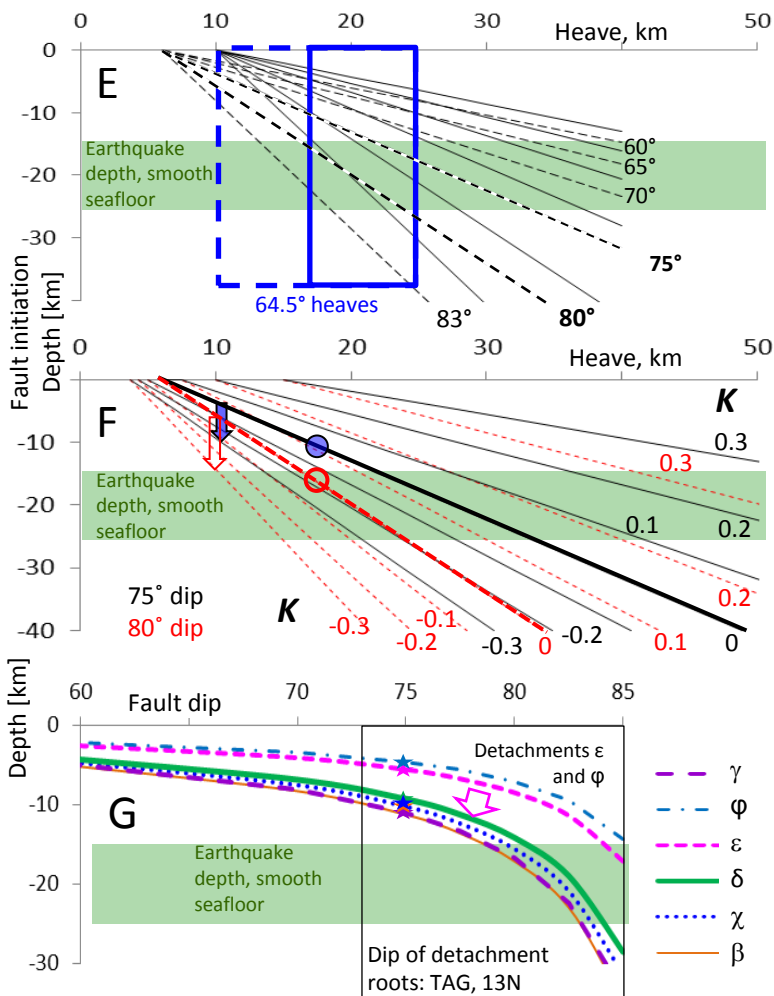 0 10 20 30 Heave, km 50
0
-10
-20
-30
E
Earthquake
depth, smooth
seafloor
60°
65°
70°
75°
80°
83°
64.5° heaves
Fault initiation
Depth [km]
0 10 20 30 50
Heave, km
0
-10
-20
-30
-40
F
K
0.3
0.3
0.2
0.1
Earthquake
depth, smooth
seafloor
0.2
0.1
0
75° dip
80° dip
K
-0.3
-0.2
-0.1
-0.3
0
-0.2
Depth [km]
60 Fault dip 70 75 80 85
0
-10
-20
-30
G
Detachments ε
and φ
Earthquake
depth, smooth
seafloor
Dip of detachment
roots: TAG, 13N
γ
φ
ε
δ
χ
β